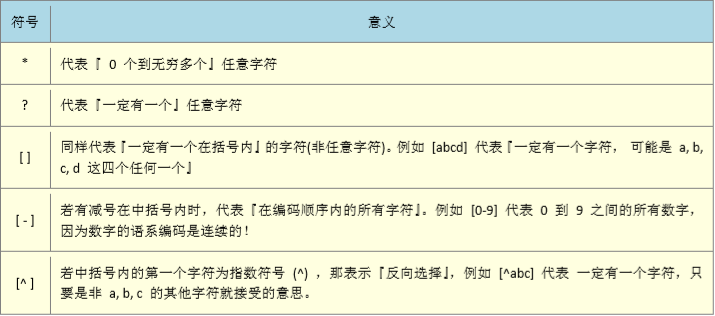 符号 意义
* 代表『 0 个到无穷多个』任意字符
? 代表『一定有一个』任意字符
同样代表『一定有一个在括号内』的字符(非任意字符)。例如 [abcd] 代表『一定有一个字符， 可能是 a, b,
[ ]
c, d 这四个任何一个』
若有减号在中括号内时，代表『在编码顺序内的所有字符』。例如 [0-9] 代表 0 到 9 之间的所有数字，
[ - ]
因为数字的语系编码是连续的！
若中括号内的第一个字符为指数符号 (^) ，那表示『反向选择』，例如 [^abc] 代表 一定有一个字符，只
[^ ]
要是非 a, b, c 的其他字符就接受的意思。